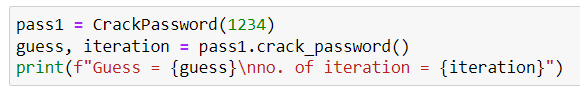 pass1 = CrackPassword(1234)
guess, iteration = pass1.crack_password()
print(f"Guess = {guess}\nno. of iteration = {iteration}")